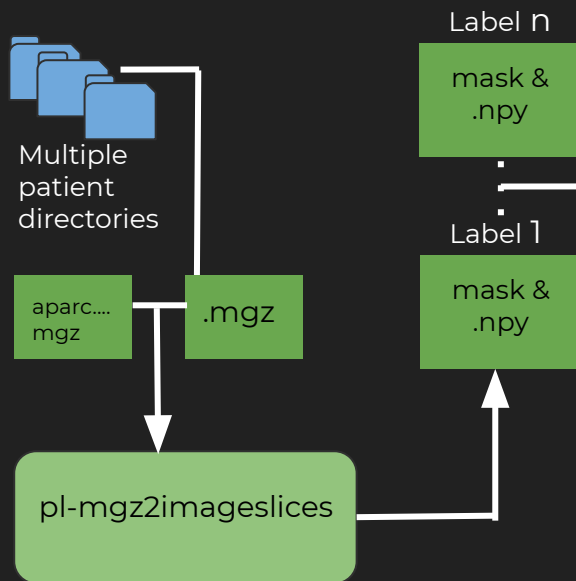 Label n
mask &
.npy
Multiple
patient
directories
Label 1
mask &
.npy
aparc....
mgz
.mgz
pl-mgz2imageslices